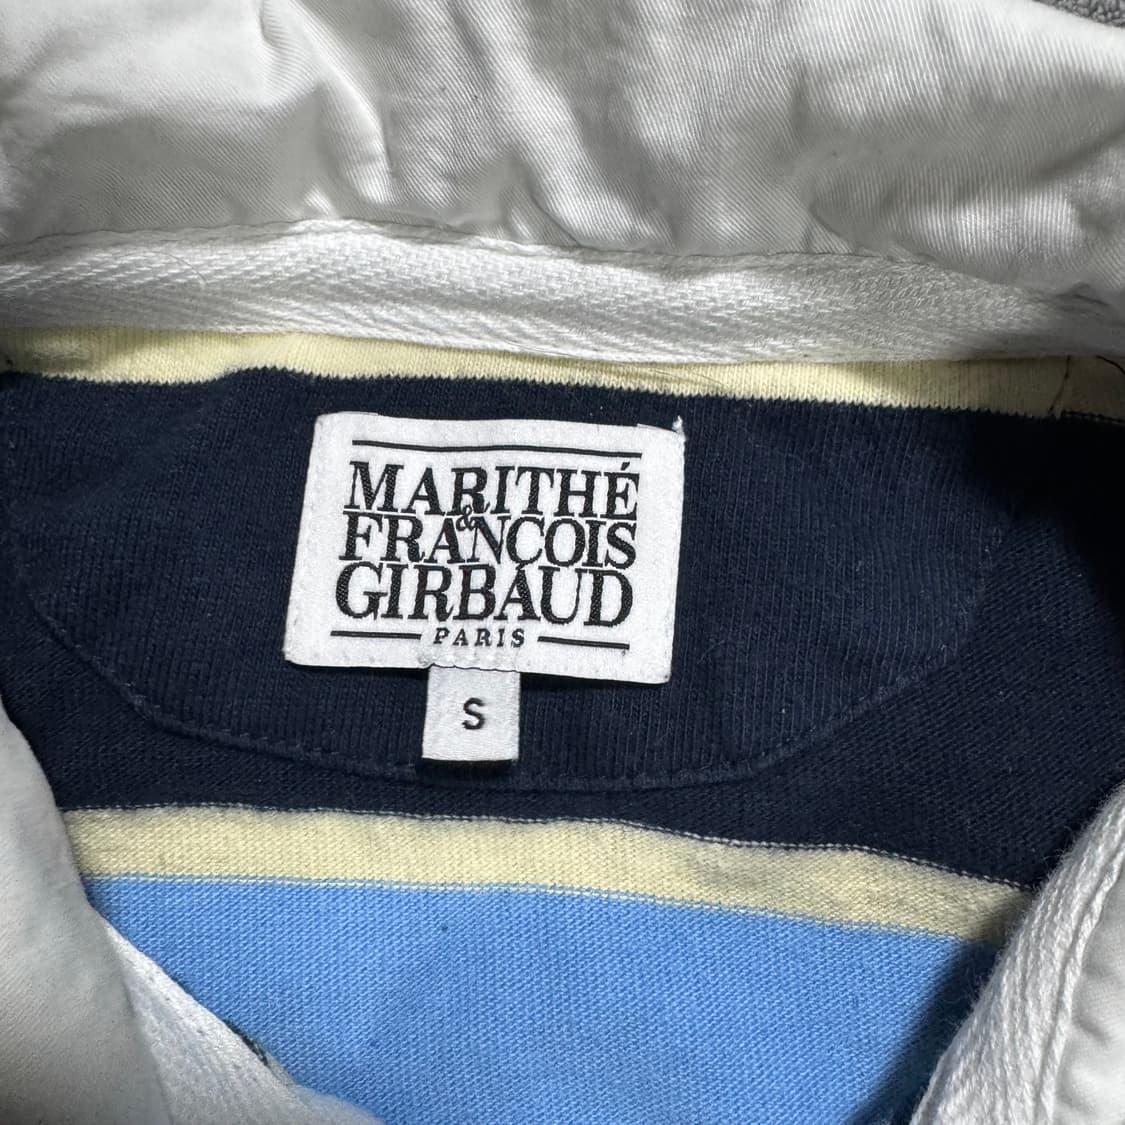 MARITHÉ
&
FRANCOIS
GIRBAUD
PARIS
S